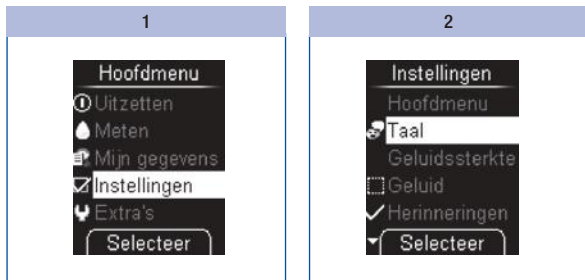 1
Hoofdmenu
Uitzetten
Meten
Mijn gegevens
Instellingen
Extra's
Selecteer
2
Instellingen
Hoofdmenu
Taal
Geluidssterkte
Geluid
Herinneringen
Selecteer